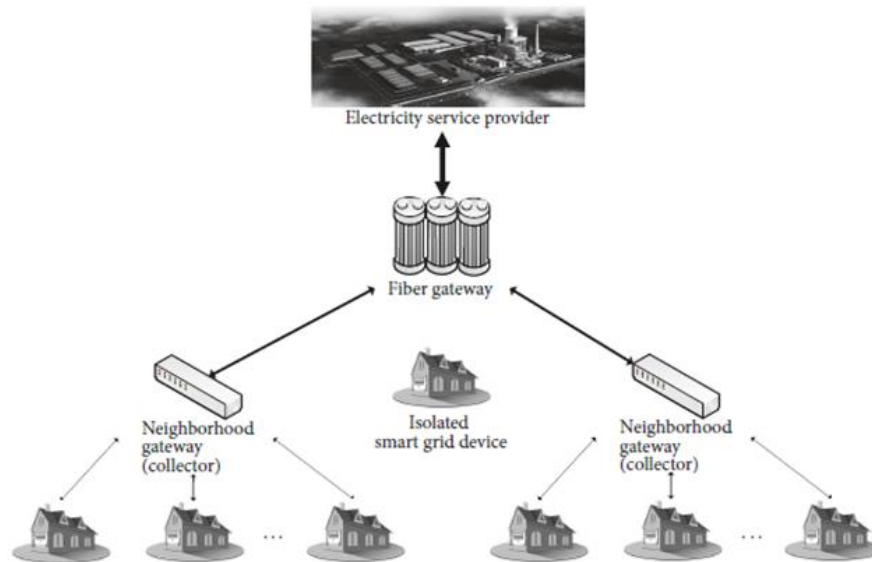 Electricity service provider
Fiber gateway
Isolated
smart grid device
Neighborhood
gateway
(collector)
Neighborhood
gateway
(collector)
...
...